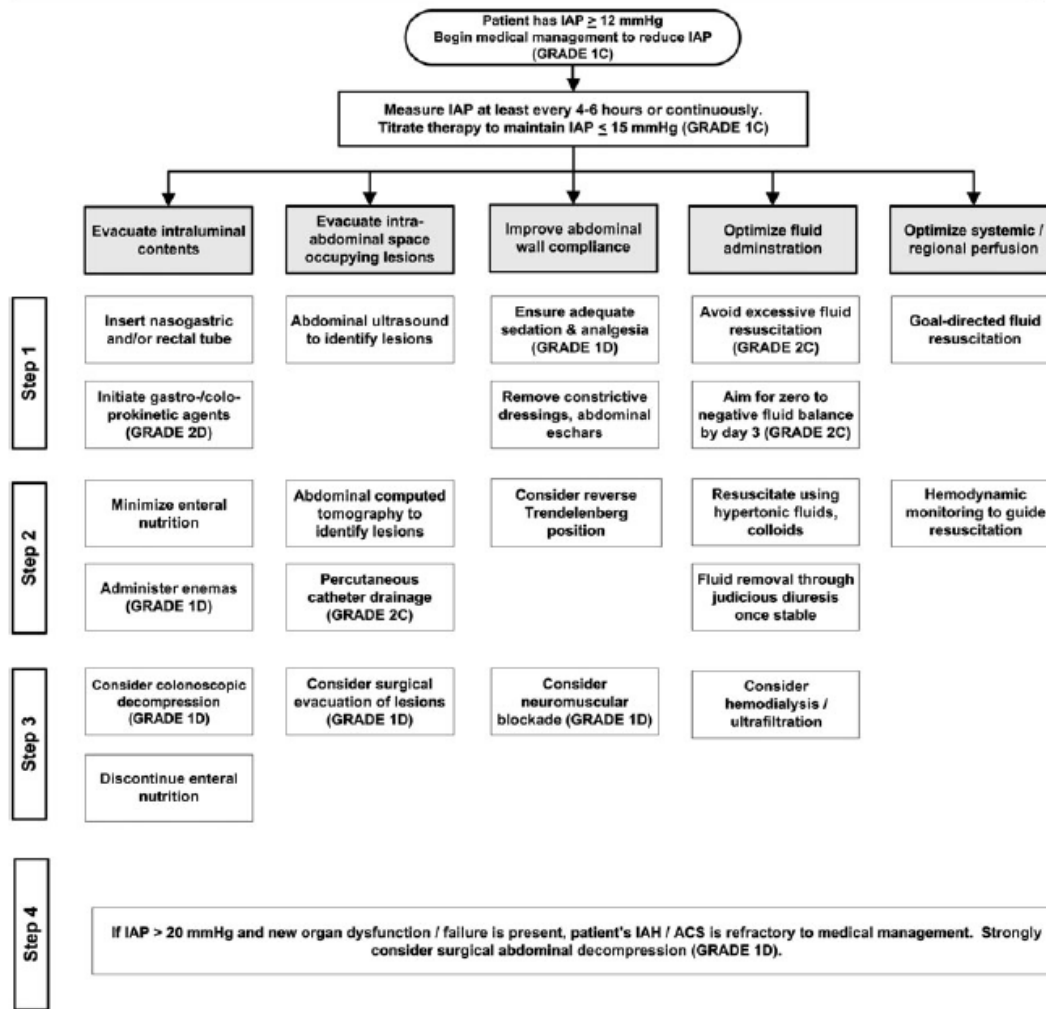 Patient has IAP ≥ 12 mmHg
Begin medical management to reduce IAP
(GRADE 1C)
Measure IAP at least every 4-6 hours or continuously.
Titrate therapy to maintain IAP ≤ 15 mmHg (GRADE 1C)
Evacuate intraluminal
contents
Evacuate intra-
abdominal space
occupying lesions
Improve abdominal
wall compliance
Optimize fluid
adminstration
Optimize systemic /
regional perfusion
Step 1
Insert nasogastric
and/or rectal tube
Abdominal ultrasound
to identify lesions
Ensure adequate
sedation & analgesia
(GRADE 1D)
Avoid excessive fluid
resuscitation
(GRADE 2C)
Goal-directed fluid
resuscitation
Initiate gastro-/colo-
prokinetic agents
(GRADE 2D)
Remove constrictive
dressings, abdominal
eschars
Aim for zero to
negative fluid balance
by day 3 (GRADE 2C)
Step 2
Minimize enteral
nutrition
Abdominal computed
tomography to
identify lesions
Consider reverse
Trendelenberg
position
Resuscitate using
hypertonic fluids,
colloids
Hemodynamic
monitoring to guide
resuscitation
Administer enemas
(GRADE 1D)
Percutaneous
catheter drainage
(GRADE 2C)
Fluid removal through
judicious diuresis
once stable
Step 3
Consider colonoscopic
decompression
(GRADE 1D)
Consider surgical
evacuation of lesions
(GRADE 1D)
Consider
neuromuscular
blockade (GRADE 1D)
Consider
hemodialysis /
ultrafiltration
Discontinue enteral
nutrition
Step 4
If IAP > 20 mmHg and new organ dysfunction / failure is present, patient's IAH / ACS is refractory to medical management. Strongly
consider surgical abdominal decompression (GRADE 1D).